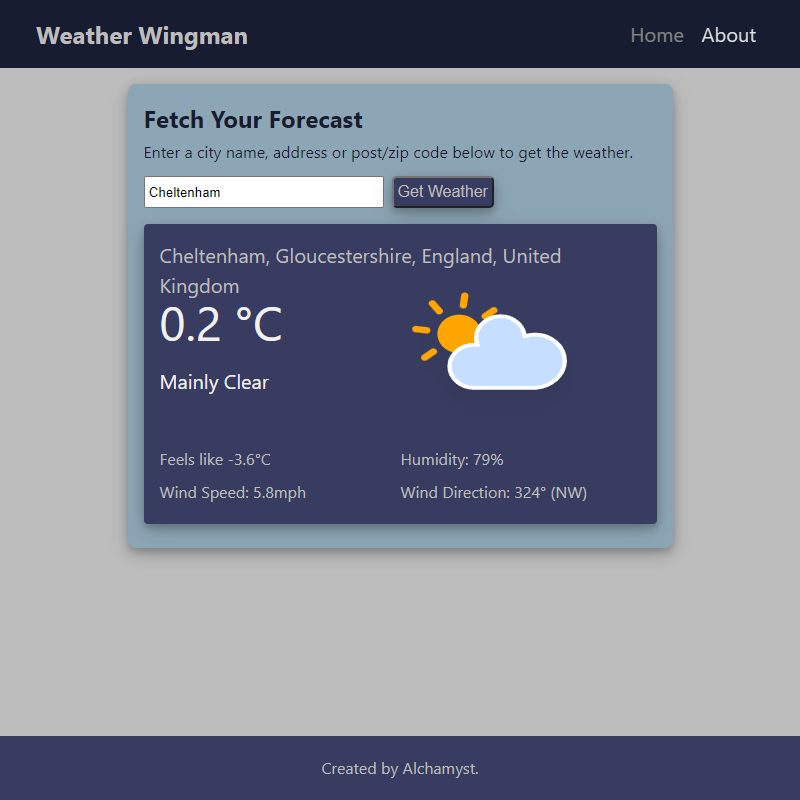 Weather Wingman
Home About
Fetch Your Forecast
Enter a city name, address or post/zip code below to get the weather.
Cheltenham
Get Weather
Cheltenham, Gloucestershire, England, United
Kingdom
0.2 °C
Mainly Clear
Feels like -3.6°C
Humidity: 79%
Wind Speed: 5.8mph
Wind Direction: 324° (NW)
Created by Alchamyst.